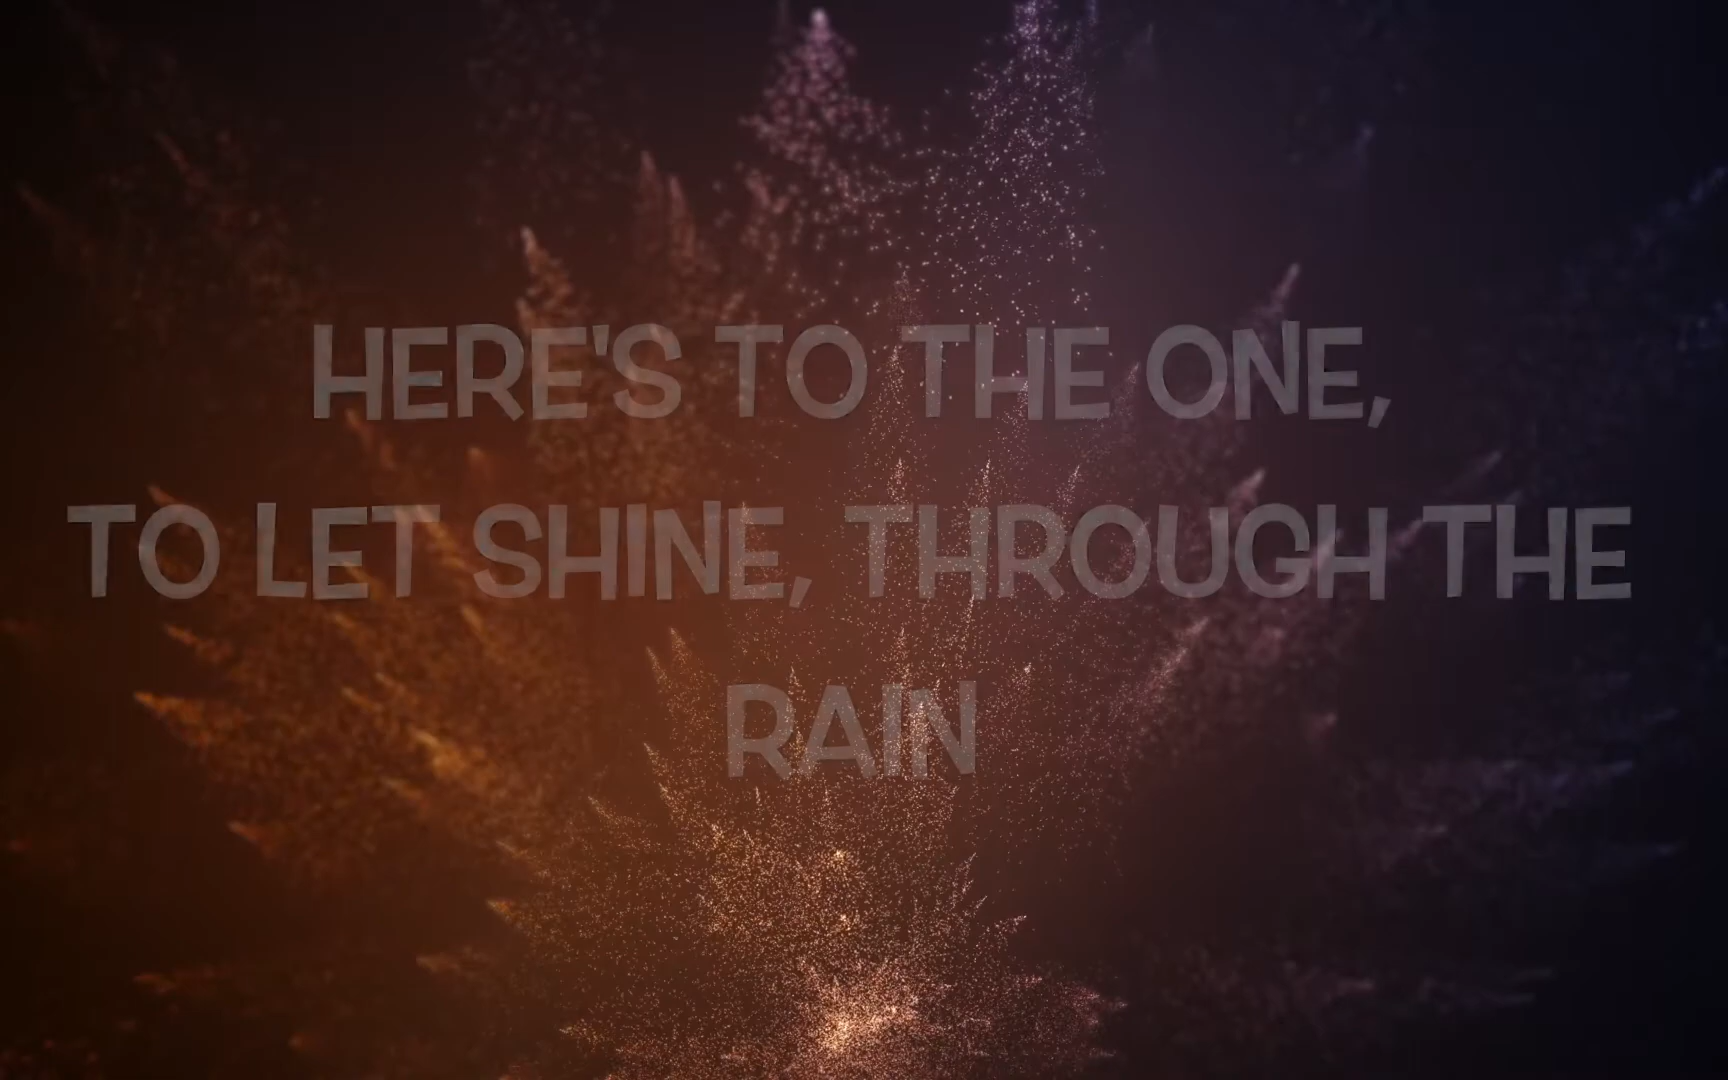 HERE'S TO THE ONE,
TO LET SHINE, THROUGH THE
RAIN